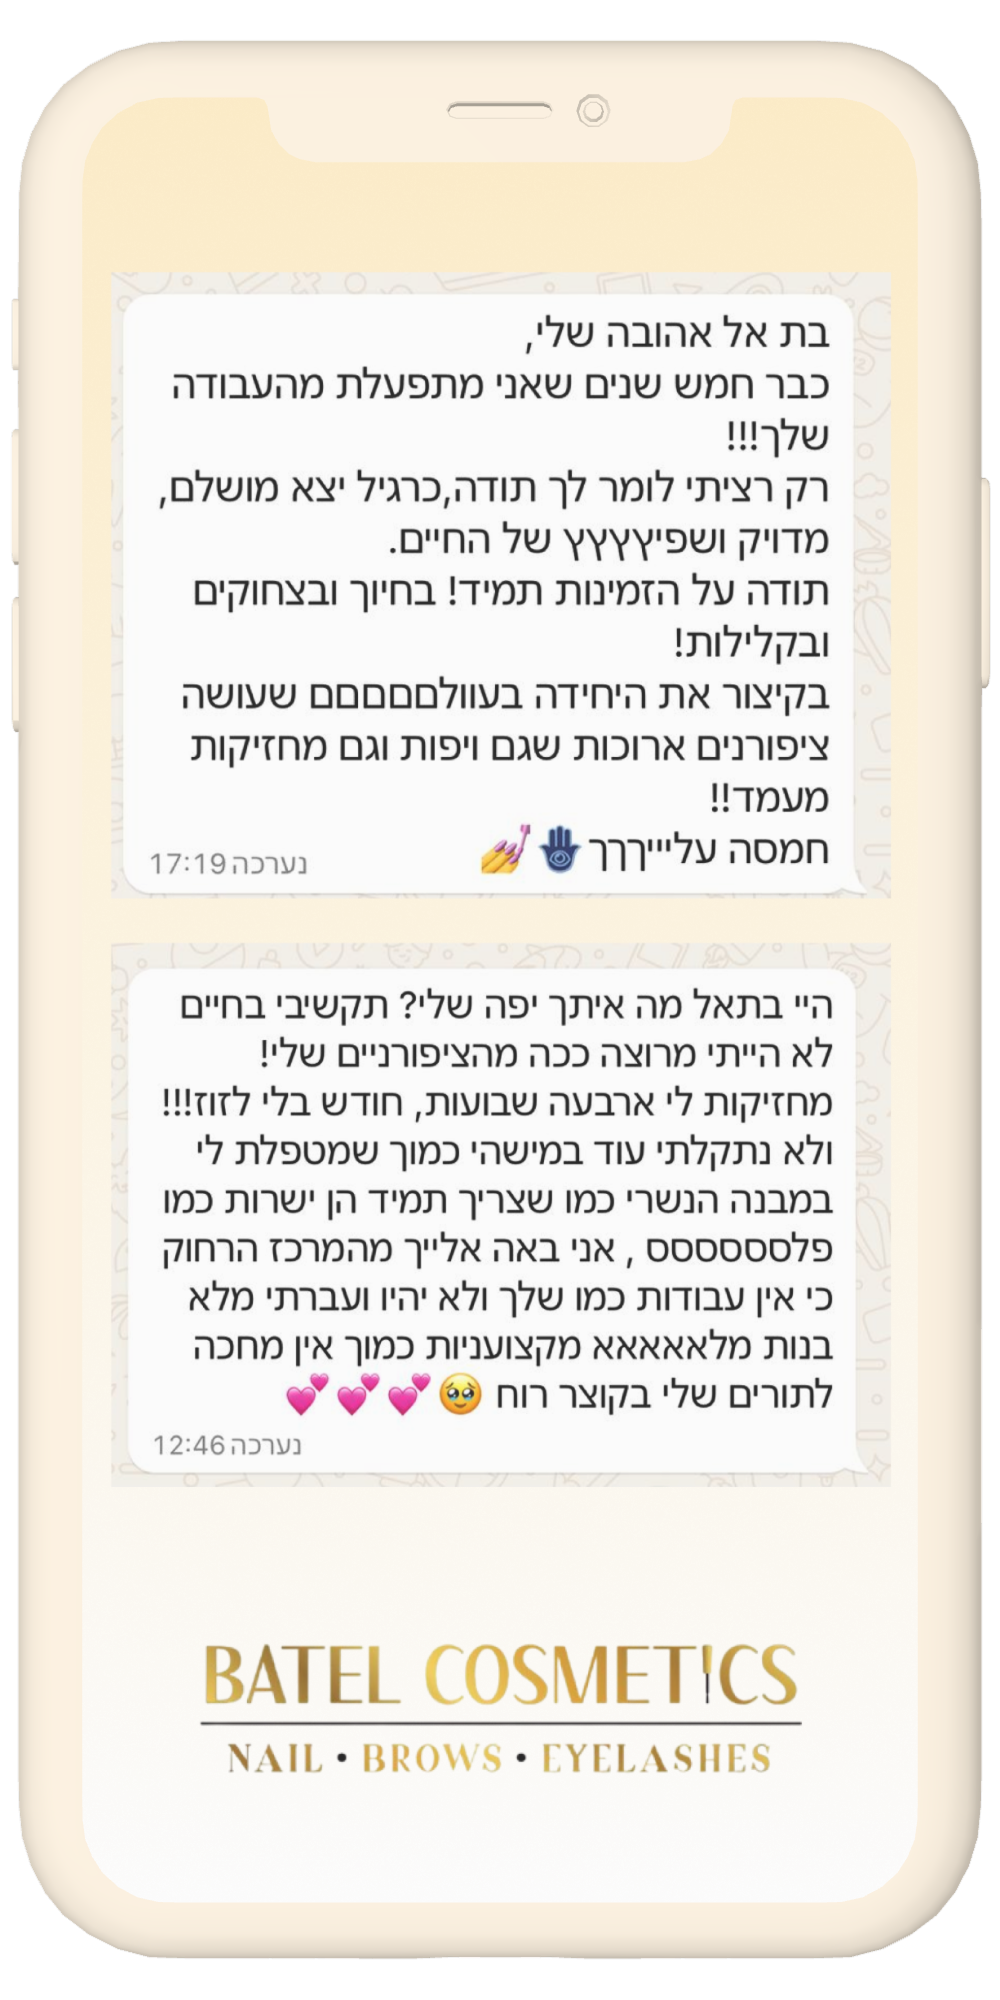 בת אל אהובה שלי,
כבר חמש שנים שאני מתפעלת מהעבודה
שלך!!!
רק רציתי לומר לך תודה,כרגיל יצא מושלם,
מדויק ושפיץץץץ של החיים.
תודה על הזמינות תמיד! בחיוך ובצחוקים
ובקלילות!
בקיצור את היחידה בעוולםםםםם שעושה
ציפורנים ארוכות שגם ויפות וגם מחזיקות
מעמד!!
חמסה עליייךךך🪬💅
נערכה 17:19
היי בתאל מה איתך יפה שלי? תקשיבי בחיים
לא הייתי מרוצה ככה מהציפורניים שלי!
מחזיקות לי ארבעה שבועות, חודש בלי לזוז!!!
ולא נתקלתי עוד במישהי כמוך שמטפלת לי
במבנה הנשרי כמו שצריך תמיד הן ישרות כמו
פלסססססס , אני באה אלייך מהמרכז הרחוק
כי אין עבודות כמו שלך ולא יהיו ועברתי מלא
בנות מלאאאאא מקצועניות כמוך אין מחכה
לתורים שלי בקוצר רוח 🥹💕💕💕
נערכה 12:46
BATEL COSMETICS
NAIL • BROWS • EYELASHES